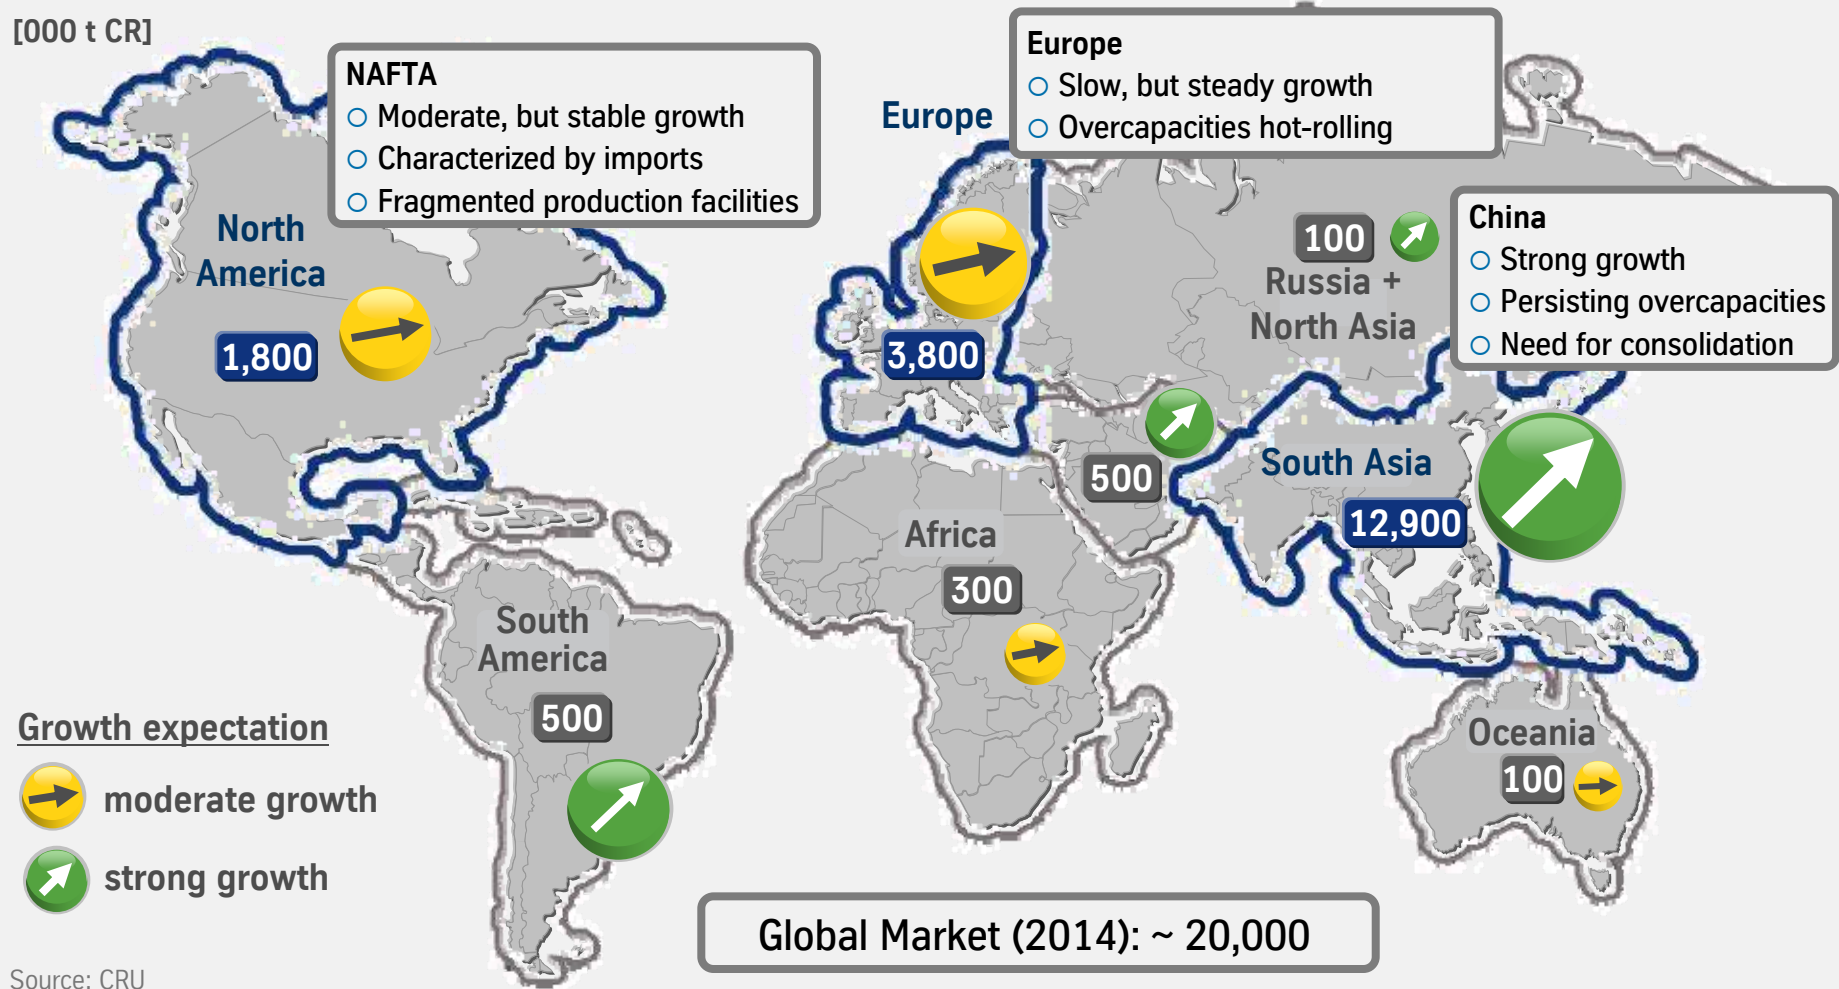 [000 t CR]
NAFTA
Moderate, but stable growth
Characterized by imports
Fragmented production facilities
Europe
Slow, but steady growth
Overcapacities hot-rolling
Europe
China
Strong growth
Persisting overcapacities
Need for consolidation
North
America
1,800
3,800
100
Russia +
North Asia
500
South Asia
12,900
Africa
300
South
America
500
Oceania
100
Growth expectation
moderate growth
strong growth
Global Market (2014): ~ 20,000
Source: CRU